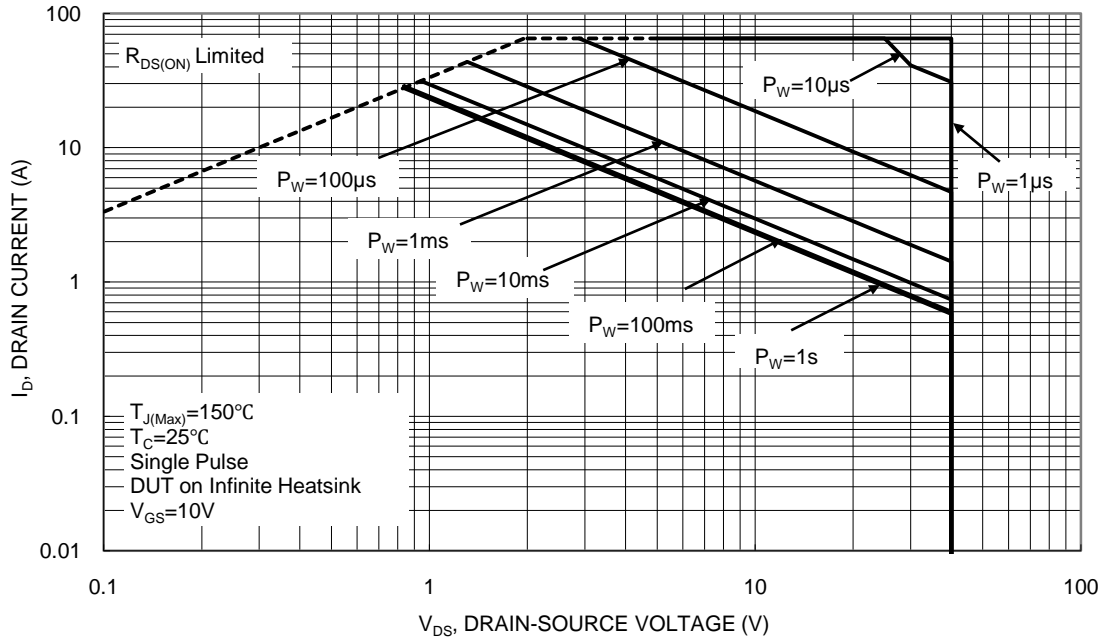 100
R_DS(ON) Limited
P_W=10µs
10
P_W=100µs
P_W=1µs
P_W=1ms
P_W=10ms
1
P_W=100ms
P_W=1s
I_D, DRAIN CURRENT (A)
0.1
T_J(Max)=150℃
T_C=25℃
Single Pulse
DUT on Infinite Heatsink
V_GS=10V
0.01
0.1 1 10 100
V_DS, DRAIN-SOURCE VOLTAGE (V)